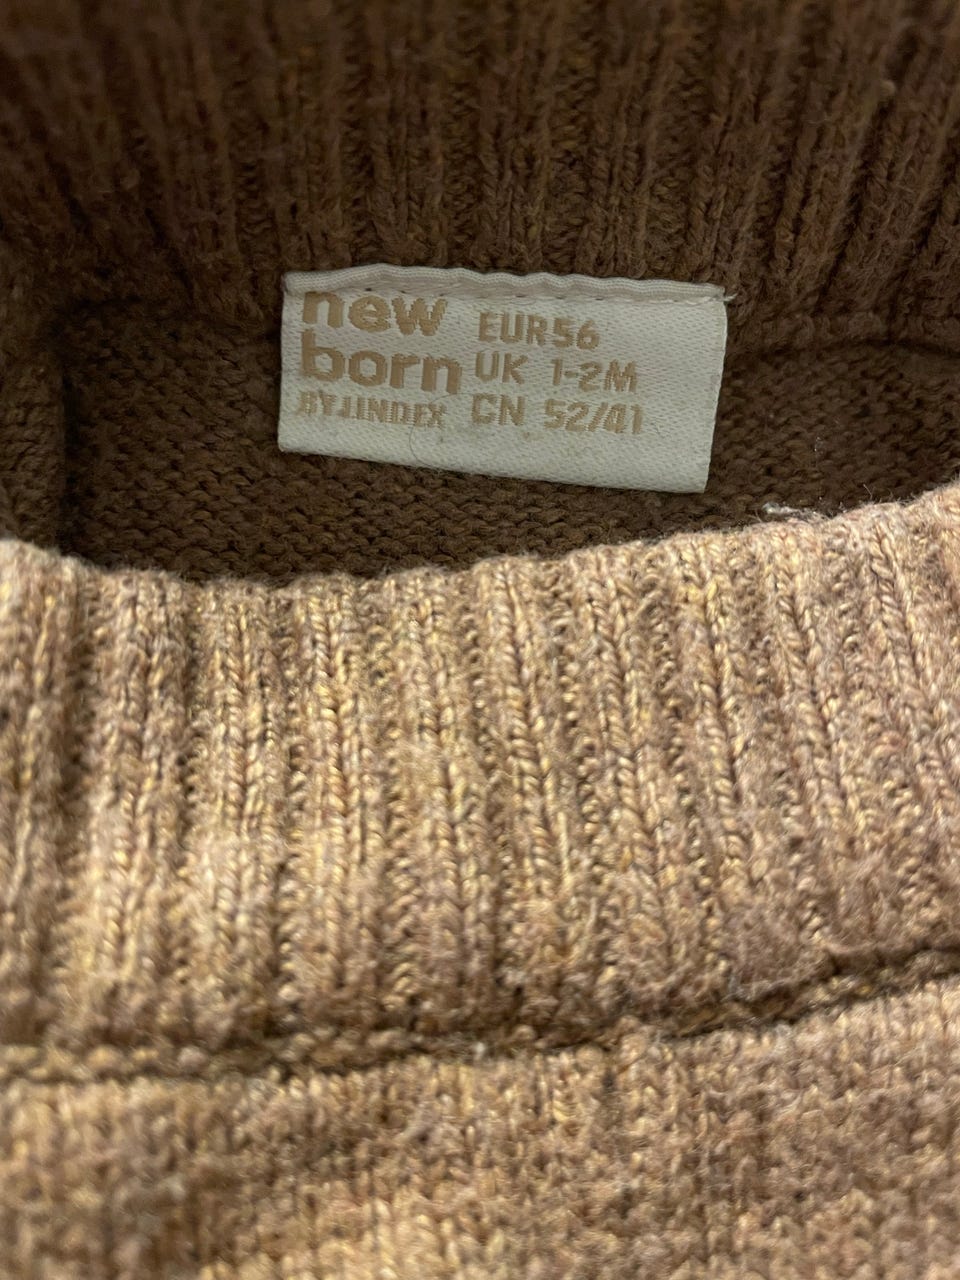 new
born
BY J.LINDEX
EUR56
UK 1-2M
CN 52/41